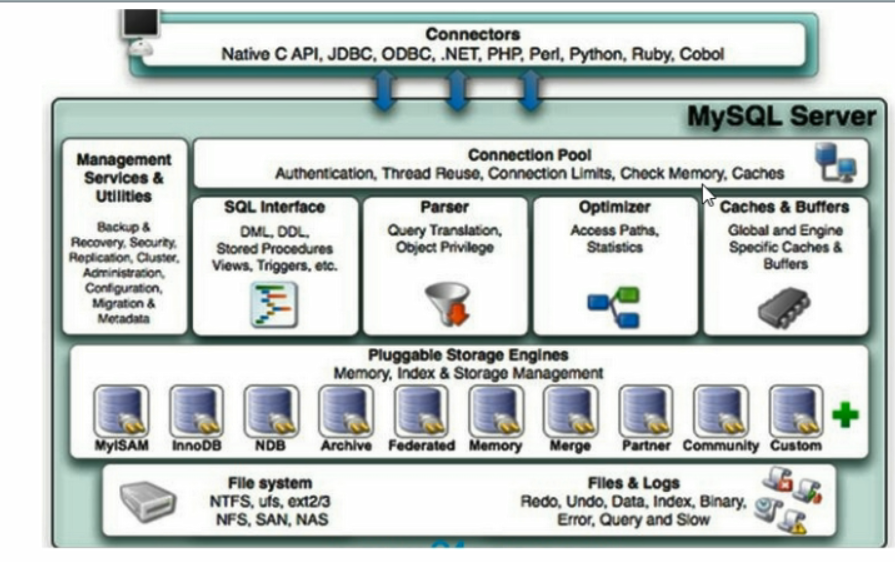 Connectors
Native C API, JDBC, ODBC, .NET, PHP, Perl, Python, Ruby, Cobol
MySQL Server
Management
Services &
Utilities
Backup &
Recovery, Security,
Replication, Cluster,
Administration,
Configuration,
Migration &
Metadata
Connection Pool
Authentication, Thread Reuse, Connection Limits, Check Memory, Caches
SQL Interface
DML, DDL,
Stored Procedures
Views, Triggers, etc.
Parser
Query Translation,
Object Privilege
Optimizer
Access Paths,
Statistics
Caches & Buffers
Global and Engine
Specific Caches &
Buffers
Pluggable Storage Engines
Memory, Index & Storage Management
MyISAM
InnoDB
NDB
Archive
Federated
Memory
Merge
Partner
Community
Custom
File system
NTFS, ufs, ext2/3
NFS, SAN, NAS
Files & Logs
Redo, Undo, Data, Index, Binary,
Error, Query and Slow